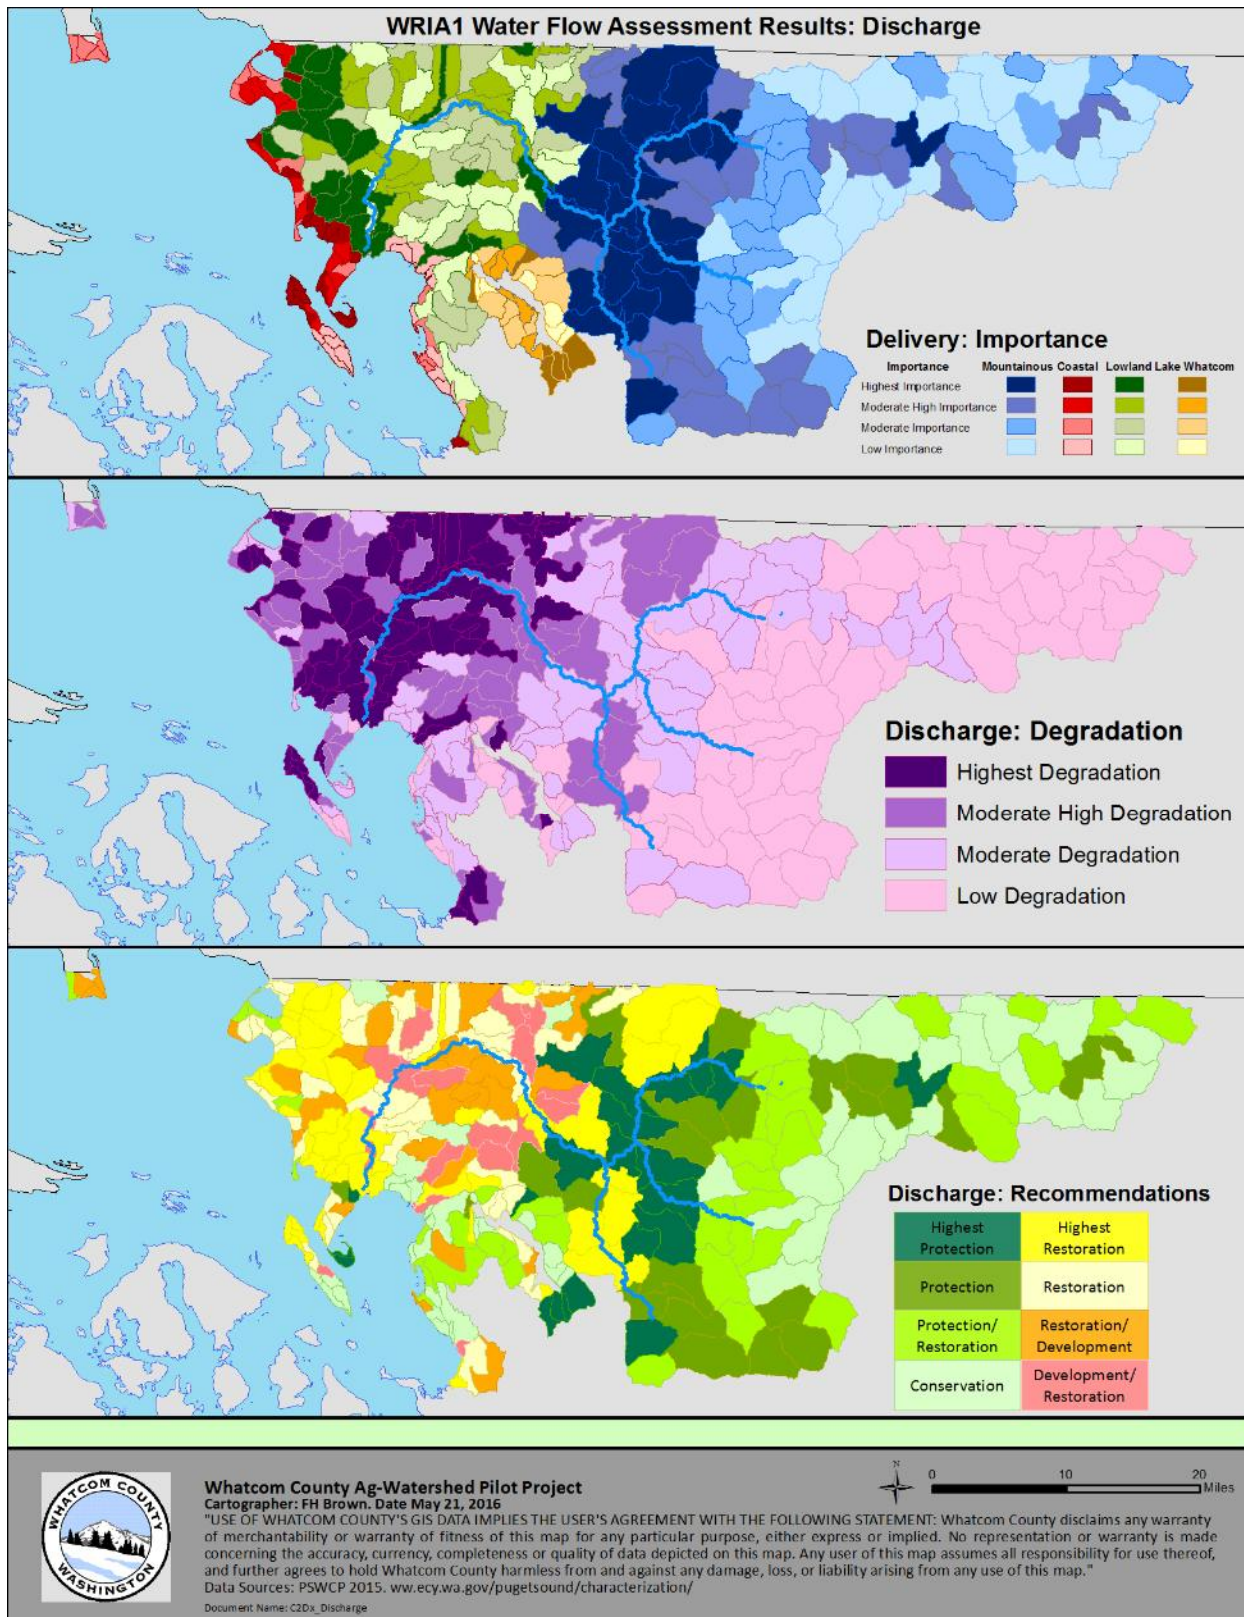 WRIA1 Water Flow Assessment Results: Discharge
Delivery: Importance
Importance Mountainous Coastal Lowland Lake Whatcom
Highest Importance
Moderate High Importance
Moderate Importance
Low Importance
Discharge: Degradation
Highest Degradation
Moderate High Degradation
Moderate Degradation
Low Degradation
Discharge: Recommendations
Highest Protection
Highest Restoration
Protection
Restoration
Protection/ Restoration
Restoration/ Development
Conservation
Development/ Restoration
WHATCOM COUNTY
WASHINGTON
N
0 10 20
Miles
Whatcom County Ag-Watershed Pilot Project
Cartographer: FH Brown. Date May 21, 2016
"USE OF WHATCOM COUNTY'S GIS DATA IMPLIES THE USER'S AGREEMENT WITH THE FOLLOWING STATEMENT: Whatcom County disclaims any warranty
of merchantability or warranty of fitness of this map for any particular purpose, either express or implied. No representation or warranty is made
concerning the accuracy, currency, completeness or quality of data depicted on this map. Any user of this map assumes all responsibility for use thereof,
and further agrees to hold Whatcom County harmless from and against any damage, loss, or liability arising from any use of this map."
Data Sources: PSWCP 2015. ww.ecy.wa.gov/pugetsound/characterization/
Document Name: C2Dx_Discharge